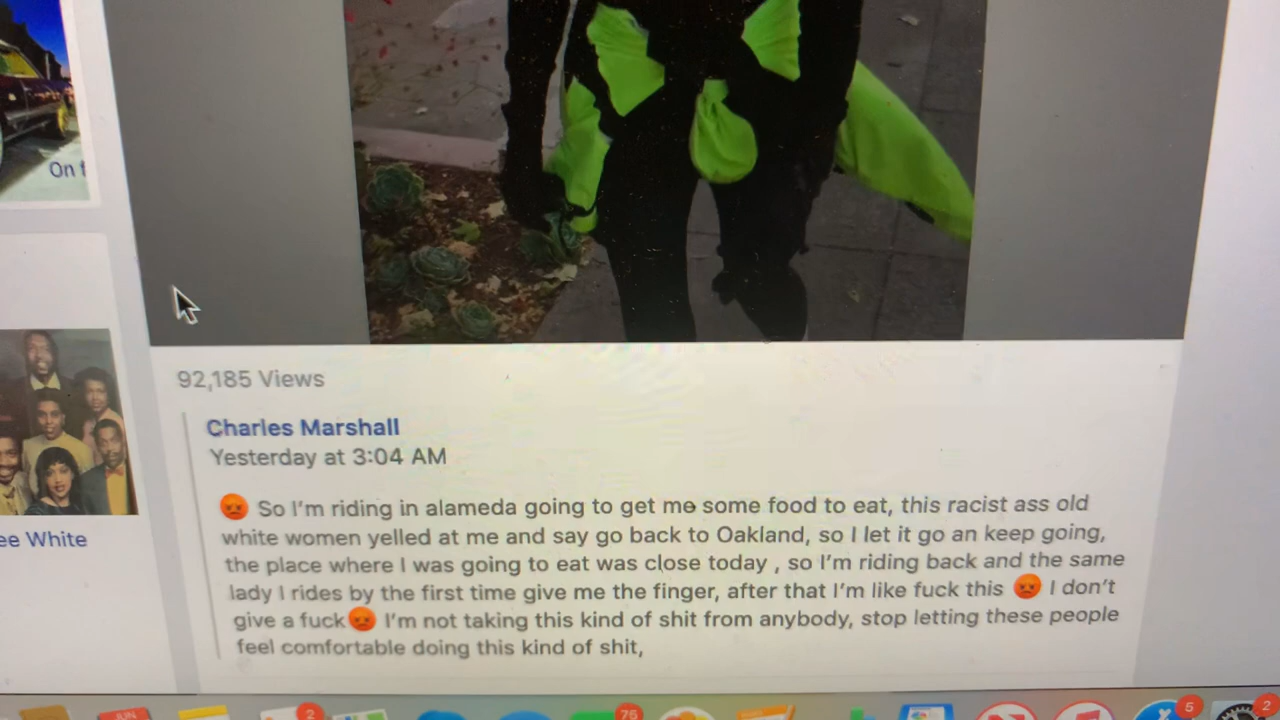 On t
92,185 Views
Charles Marshall
Yesterday at 3:04 AM
😡 So I'm riding in alameda going to get me some food to eat, this racist ass old
white women yelled at me and say go back to Oakland, so I let it go an keep going,
the place where I was going to eat was close today , so I'm riding back and the same
lady I rides by the first time give me the finger, after that I'm like fuck this 😡 I don't
give a fuck😡 I'm not taking this kind of shit from anybody, stop letting these people
feel comfortable doing this kind of shit,
ee White
JUN
2
75
5
2